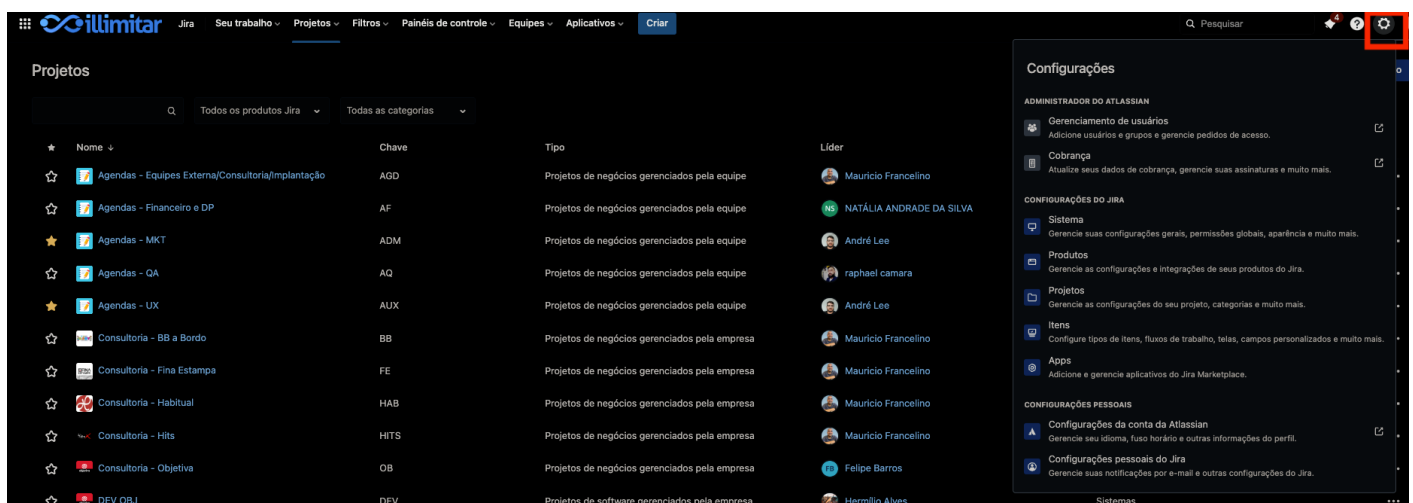 illimitar Jira Seu trabalho Projetos Filtros Painéis de controle Equipes Aplicativos Criar Pesquisar 4
Projetos
Todos os produtos Jira Todas as categorias
Nome Chave Tipo Líder
Agendas - Equipes Externa/Consultoria/Implantação AGD Projetos de negócios gerenciados pela equipe Mauricio Francelino
Agendas - Financeiro e DP AF Projetos de negócios gerenciados pela equipe NS NATÁLIA ANDRADE DA SILVA
Agendas - MKT ADM Projetos de negócios gerenciados pela equipe André Lee
Agendas - QA AQ Projetos de negócios gerenciados pela equipe raphael camara
Agendas - UX AUX Projetos de negócios gerenciados pela equipe André Lee
Consultoria - BB a Bordo BB Projetos de negócios gerenciados pela empresa Mauricio Francelino
Consultoria - Fina Estampa FE Projetos de negócios gerenciados pela empresa Mauricio Francelino
Consultoria - Habitual HAB Projetos de negócios gerenciados pela empresa Mauricio Francelino
Consultoria - Hits HITS Projetos de negócios gerenciados pela empresa Mauricio Francelino
Consultoria - Objetiva OB Projetos de negócios gerenciados pela empresa FB Felipe Barros
DEV OBJ DEV Projetos de software gerenciados pela empresa Hermílio Alves Sistemas
Configurações
ADMINISTRADOR DO ATLASSIAN
Gerenciamento de usuários
Adicione usuários e grupos e gerencie pedidos de acesso.
Cobrança
Atualize seus dados de cobrança, gerencie suas assinaturas e muito mais.
CONFIGURAÇÕES DO JIRA
Sistema
Gerencie suas configurações gerais, permissões globais, aparência e muito mais.
Produtos
Gerencie as configurações e integrações de seus produtos do Jira.
Projetos
Gerencie as configurações do seu projeto, categorias e muito mais.
Itens
Configure tipos de itens, fluxos de trabalho, telas, campos personalizados e muito mais.
Apps
Adicione e gerencie aplicativos do Jira Marketplace.
CONFIGURAÇÕES PESSOAIS
Configurações da conta da Atlassian
Gerencie seu idioma, fuso horário e outras informações do perfil.
Configurações pessoais do Jira
Gerencie suas notificações por e-mail e outras configurações do Jira.